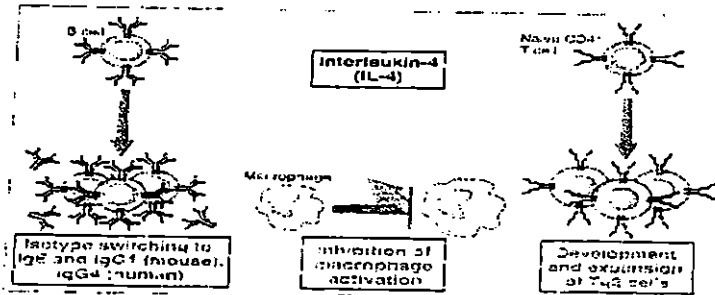 B cell
Interleukin-4
(IL-4)
Naive CD4+
T cell
Macrophage
Isotype switching to
IgE and IgG1 (mouse),
IgG4 (human)
Inhibition of
macrophage
activation
Development
and expansion
of TH2 cells